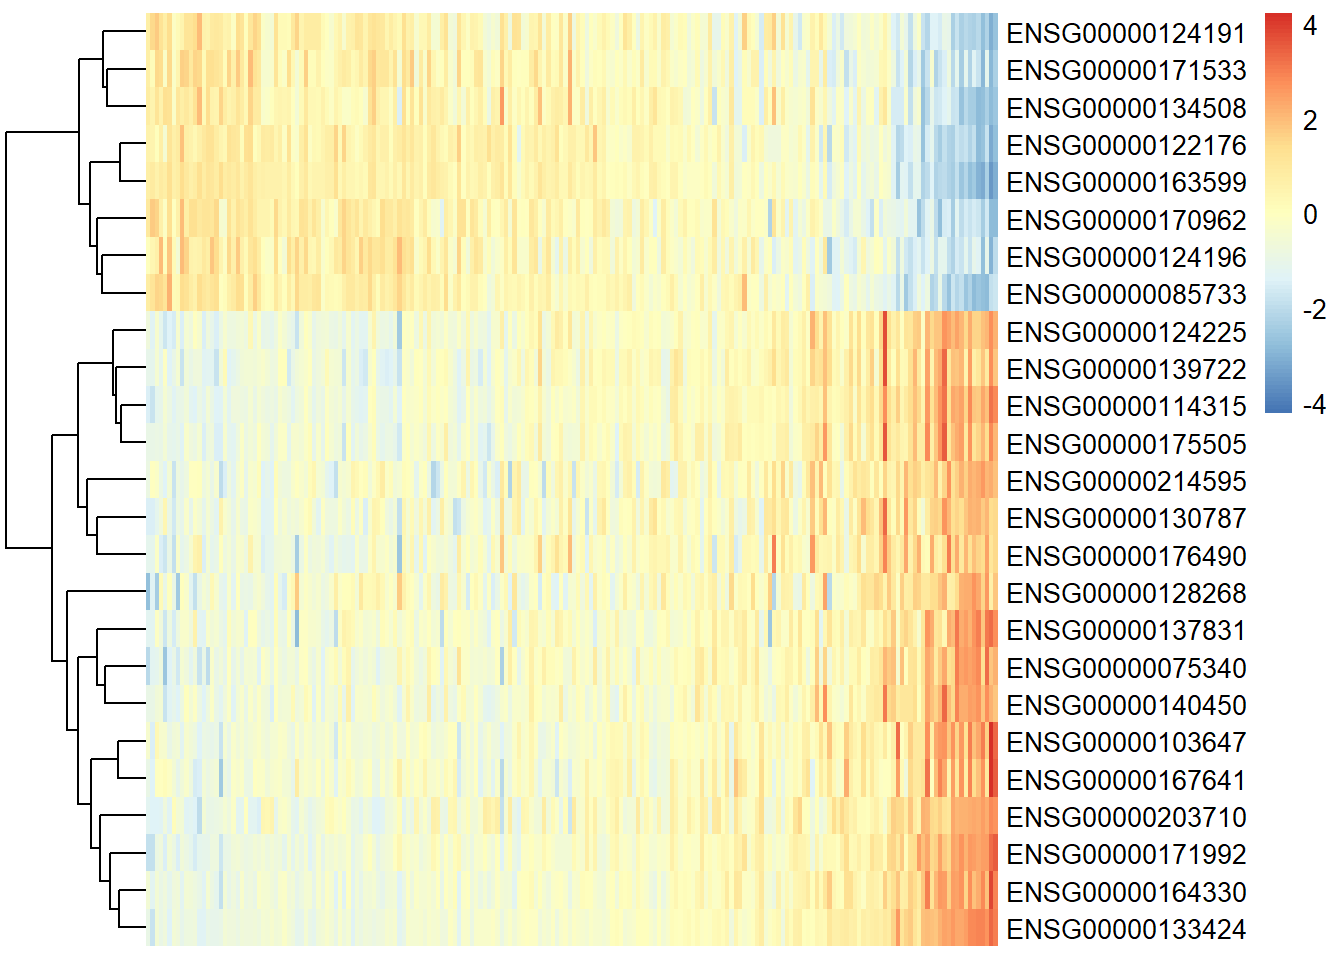 ENSG00000124191
ENSG00000171533
ENSG00000134508
ENSG00000122176
ENSG00000163599
ENSG00000170962
ENSG00000124196
ENSG00000085733
ENSG00000124225
ENSG00000139722
ENSG00000114315
ENSG00000175505
ENSG00000214595
ENSG00000130787
ENSG00000176490
ENSG00000128268
ENSG00000137831
ENSG00000075340
ENSG00000140450
ENSG00000103647
ENSG00000167641
ENSG00000203710
ENSG00000171992
ENSG00000164330
ENSG00000133424
4
2
0
-2
-4